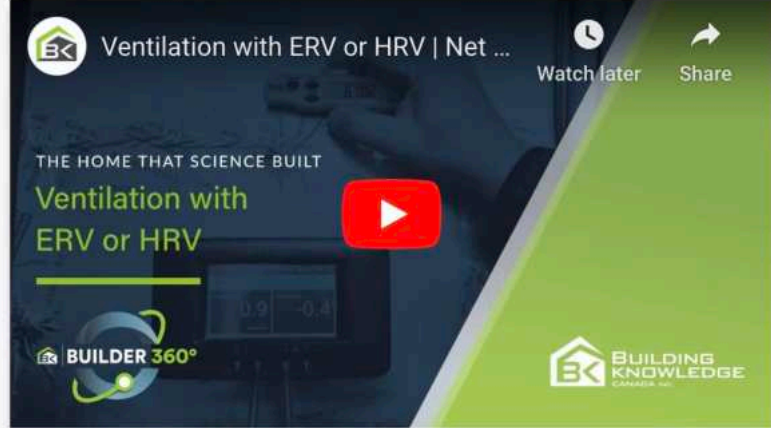 Ventilation with ERV or HRV | Net ...
Watch later
Share
THE HOME THAT SCIENCE BUILT
Ventilation with
ERV or HRV
0.9 -0.4
BK BUILDER 360°
BK BUILDING
KNOWLEDGE
CANADA INC.